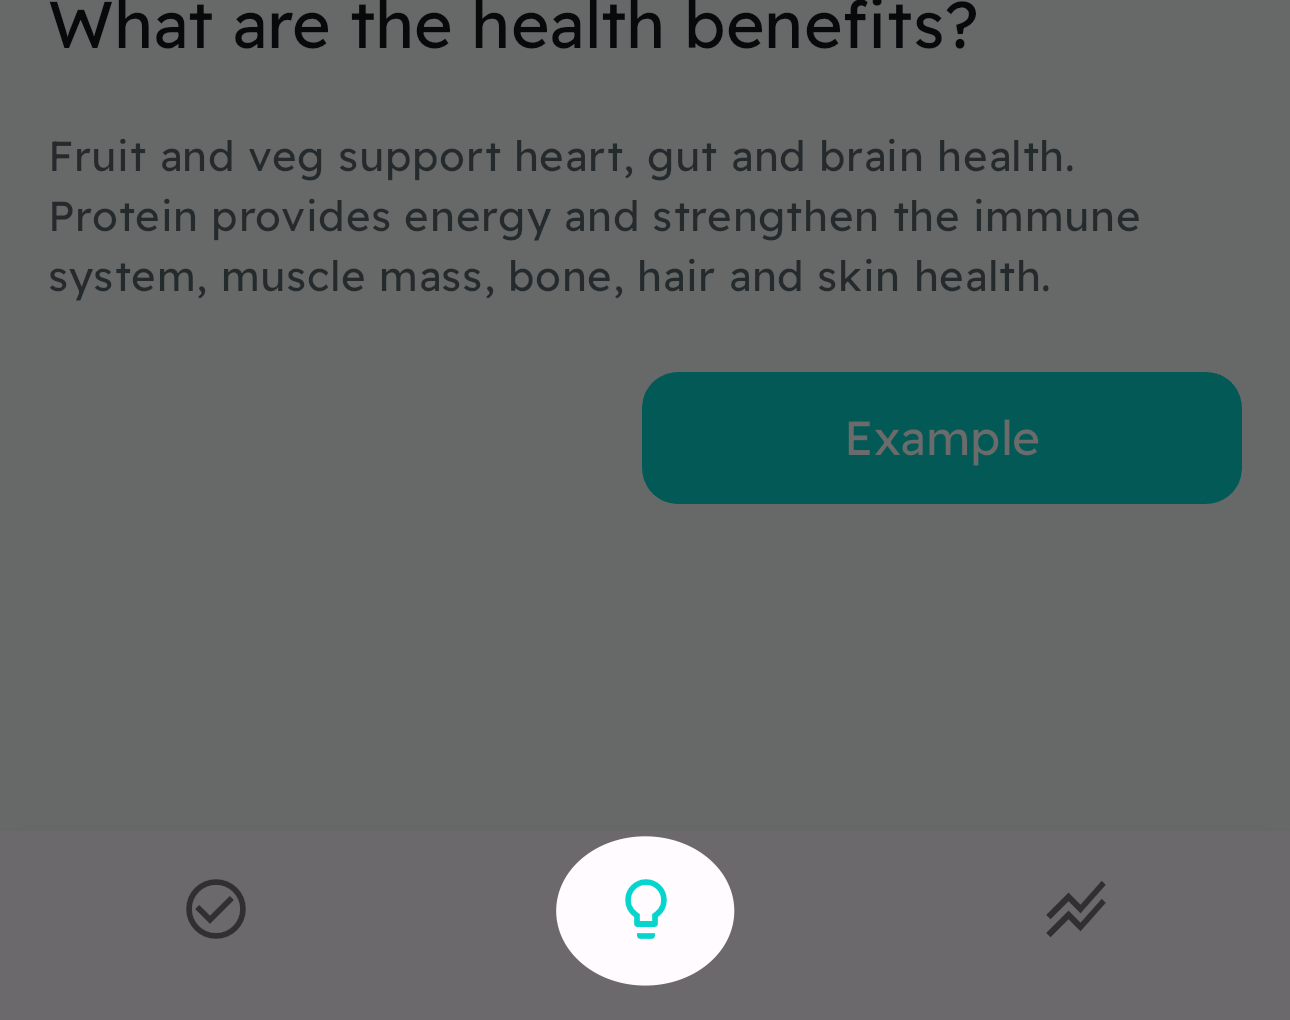 What are the health benefits?
Fruit and veg support heart, gut and brain health.
Protein provides energy and strengthen the immune
system, muscle mass, bone, hair and skin health.
Example